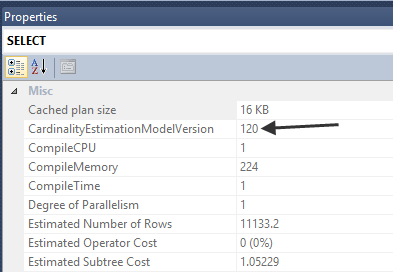 Properties
SELECT
Misc
Cached plan size 16 KB
CardinalityEstimationModelVersion 120
CompileCPU 1
CompileMemory 224
CompileTime 1
Degree of Parallelism 1
Estimated Number of Rows 11133.2
Estimated Operator Cost 0 (0%)
Estimated Subtree Cost 1.05229